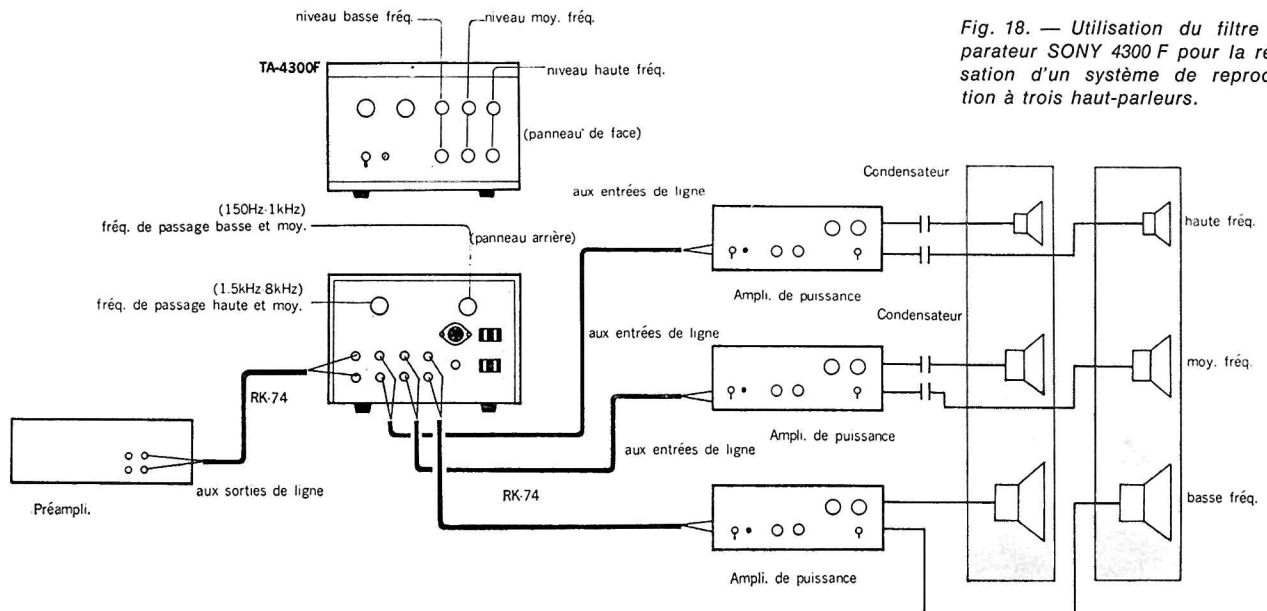 niveau basse fréq.
niveau moy. fréq.
TA-4300F
niveau haute fréq.
(panneau de face)
Fig. 18. — Utilisation du filtre
parateur SONY 4300 F pour la ré
sation d'un système de reprod
tion à trois haut-parleurs.
(150Hz-1kHz)
fréq. de passage basse et moy.
(panneau arrière)
(1.5kHz-8kHz)
fréq. de passage haute et moy.
RK-74
Préampli.
aux sorties de ligne
aux entrées de ligne
Condensateur
haute fréq.
Ampli. de puissance
aux entrées de ligne
Condensateur
moy. fréq.
Ampli. de puissance
aux entrées de ligne
RK-74
basse fréq.
Ampli. de puissance